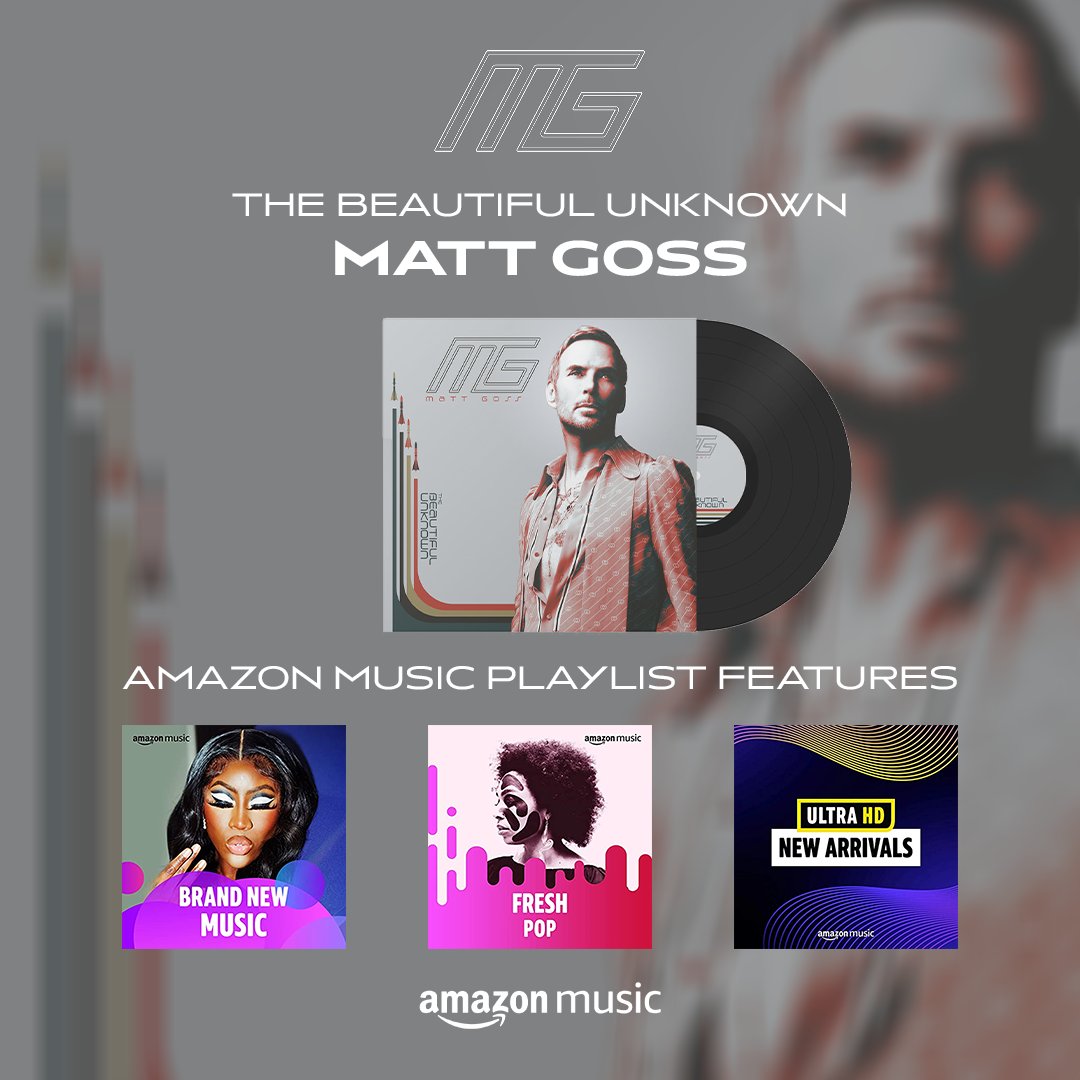 MG
THE BEAUTIFUL UNKNOWN
MATT GOSS
MG
MATT GOSS
THE
BEAUTIFUL
UNKNOWN
MG
AMAZON MUSIC PLAYLIST FEATURES
amazon music
BRAND NEW
MUSIC
amazon music
FRESH
POP
ULTRA HD
NEW ARRIVALS
amazon music
amazon music